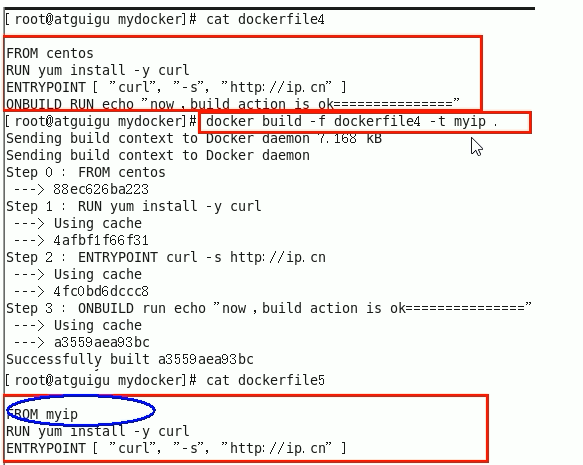 [ root@atguigu mydocker]# cat dockerfile4
FROM centos
RUN yum install -y curl
ENTRYPOINT [ "curl", "-s", "http://ip.cn" ]
ONBUILD RUN echo "now ,build action is ok==============="
[ root@atguigu mydocker]# docker build -f dockerfile4 -t myip .
Sending build context to Docker daemon 7.168 kB
Sending build context to Docker daemon
Step 0 : FROM centos
---> 88ec626ba223
Step 1 : RUN yum install -y curl
---> Using cache
---> 4afbf1f66f31
Step 2 : ENTRYPOINT curl -s http://ip.cn
---> Using cache
---> 4fc0bd6dccc8
Step 3 : ONBUILD run echo "now ,build action is ok==============="
---> Using cache
---> a3559aea93bc
Successfully built a3559aea93bc
[ root@atguigu mydocker]# cat dockerfile5
FROM myip
RUN yum install -y curl
ENTRYPOINT [ "curl", "-s", "http://ip.cn" ]